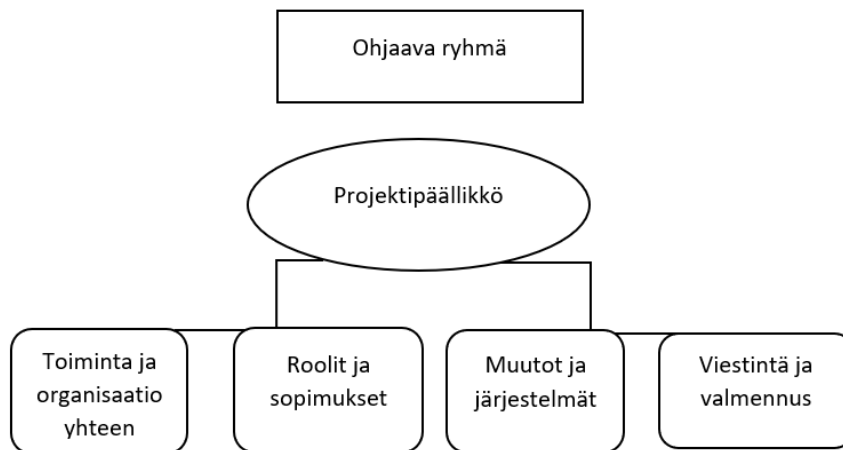 Ohjaava ryhmä
Projektipäällikkö
Toiminta ja
organisaatio
yhteen
Roolit ja
sopimukset
Muutot ja
järjestelmät
Viestintä ja
valmennus